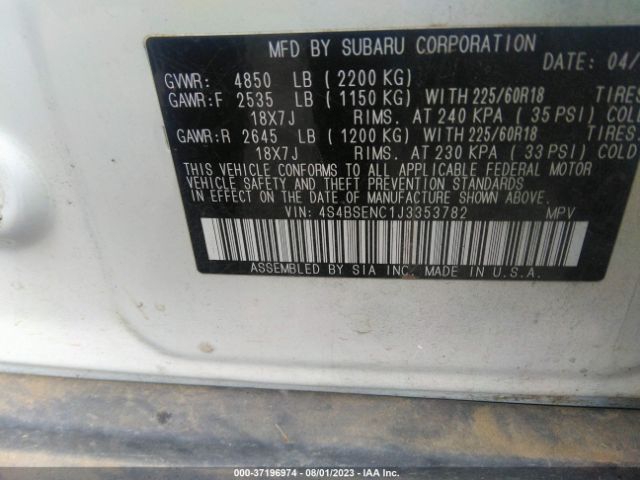 MFD BY SUBARU CORPORATION DATE: 04/
GVWR: 4850 LB (2200 KG)
GAWR:F 2535 LB (1150 KG) WITH 225/60R18 TIRES
18X7J RIMS. AT 240 KPA (35 PSI) COLD
GAWR:R 2645 LB (1200 KG) WITH 225/60R18 TIRES
18X7J RIMS. AT 230 KPA (33 PSI) COLD
THIS VEHICLE CONFORMS TO ALL APPLICABLE FEDERAL MOTOR
VEHICLE SAFETY AND THEFT PREVENTION STANDARDS
IN EFFECT ON THE DATE OF MANUFACTURE SHOWN ABOVE.
VIN: 4S4BSENC1J3353782 MPV
ASSEMBLED BY SIA INC. MADE IN U.S.A.
000-37196974 - 08/01/2023 - IAA Inc.